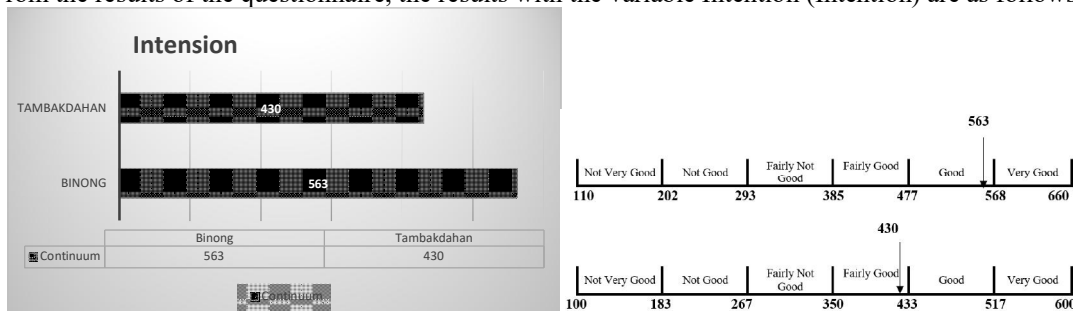 rom the results of the questionnaire, the results with the variable Intention (Intention) are as follows
Intension
TAMBAKDAHAN
430
BINONG
563
Binong
Tambakdahan
Continuum
563
430
Continuum
563
Not Very Good
Not Good
Fairly Not
Good
Fairly Good
Good
Very Good
110
202
293
385
477
568
660
430
Not Very Good
Not Good
Fairly Not
Good
Fairly Good
Good
Very Good
100
183
267
350
433
517
600